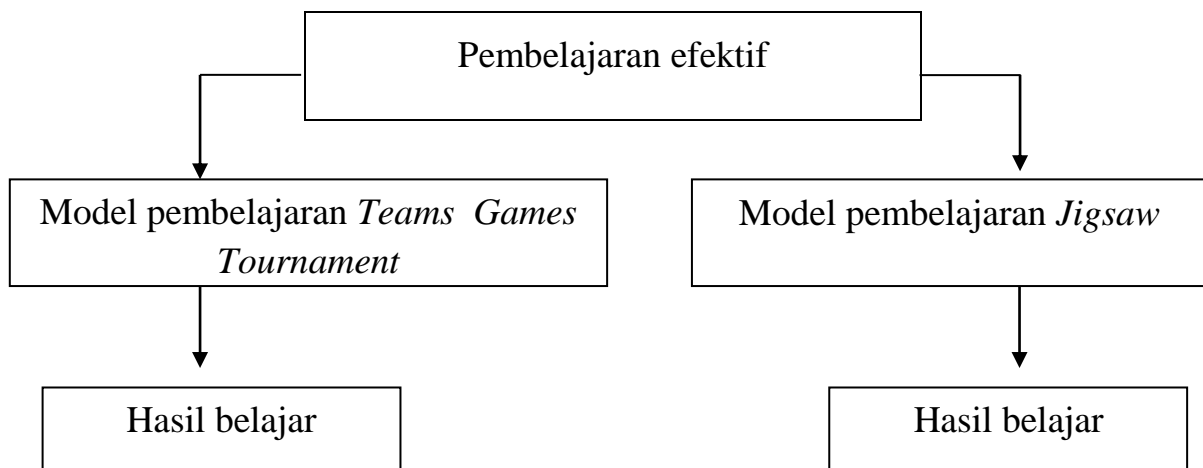 Pembelajaran efektif
Model pembelajaran Teams Games
Tournament
Model pembelajaran Jigsaw
Hasil belajar
Hasil belajar